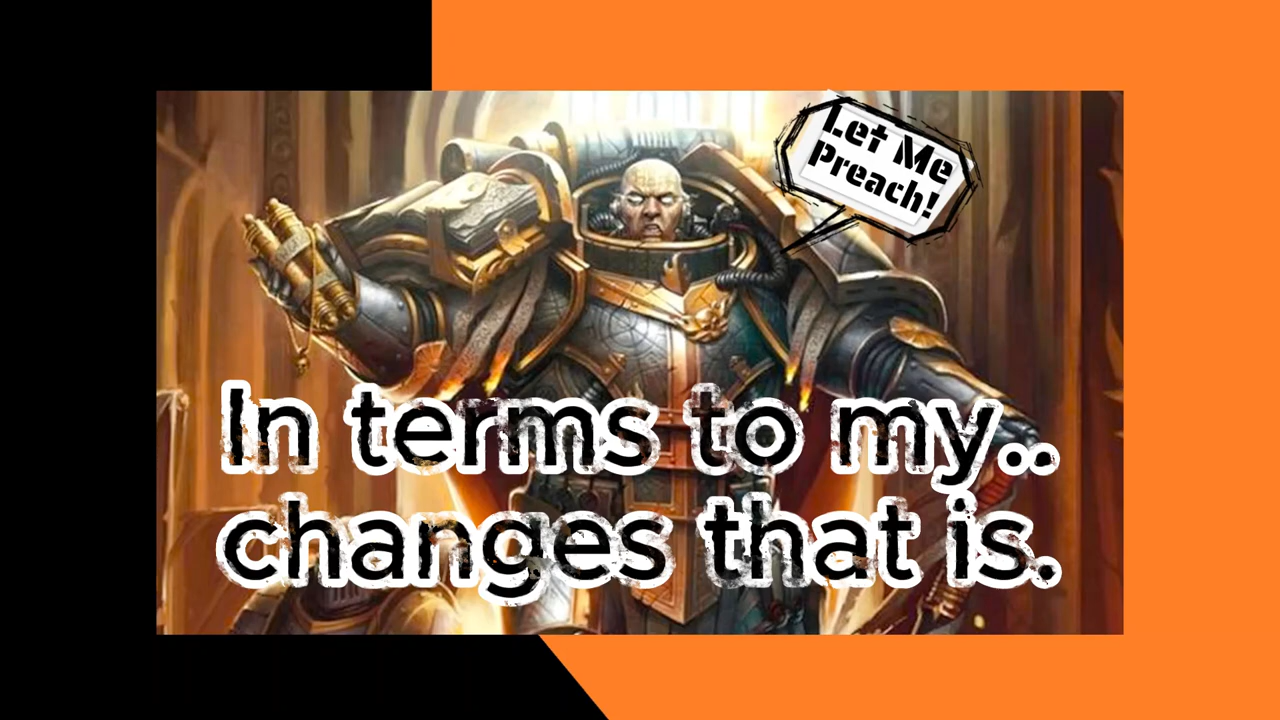 Let Me
Preach!
In terms to my..
changes that is.